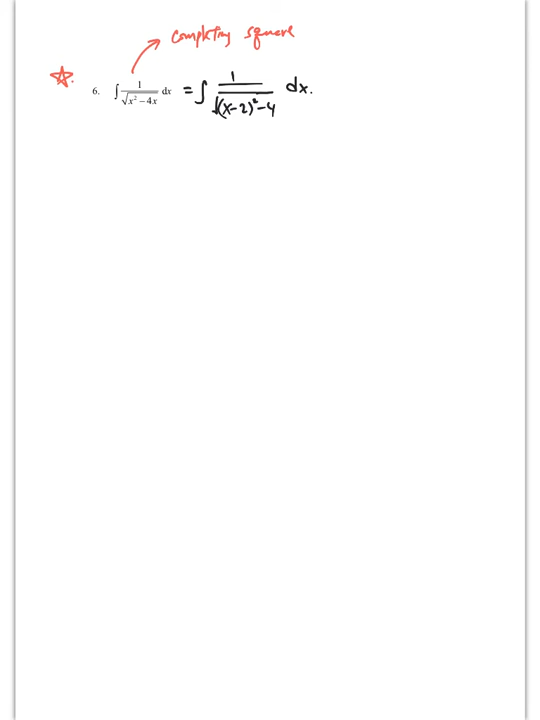 completing square
☆. 6. ∫ 1/√(x² − 4x) dx = ∫ 1/√((x−2)² −4) dx.